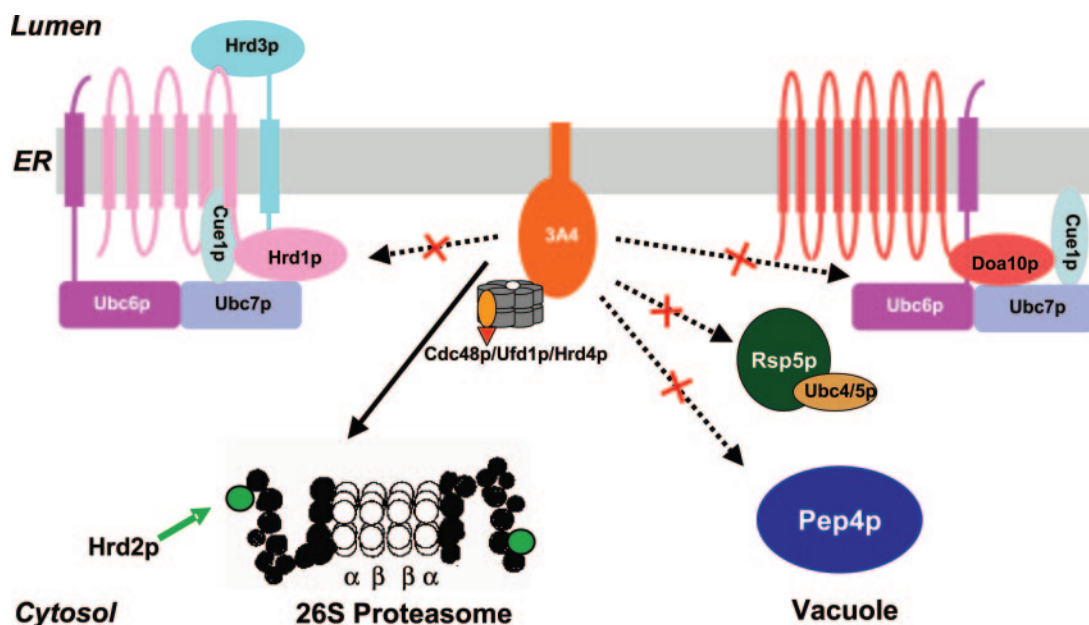 Lumen
Hrd3p
ER
Cue1p
3A4
Cue1p
Hrd1p
Doa10p
Ubc6p
Ubc7p
Ubc6p
Ubc7p
Cdc48p/Ufd1p/Hrd4p
Rsp5p
Ubc4/5p
Hrd2p
Pep4p
α β β α
Cytosol
26S Proteasome
Vacuole